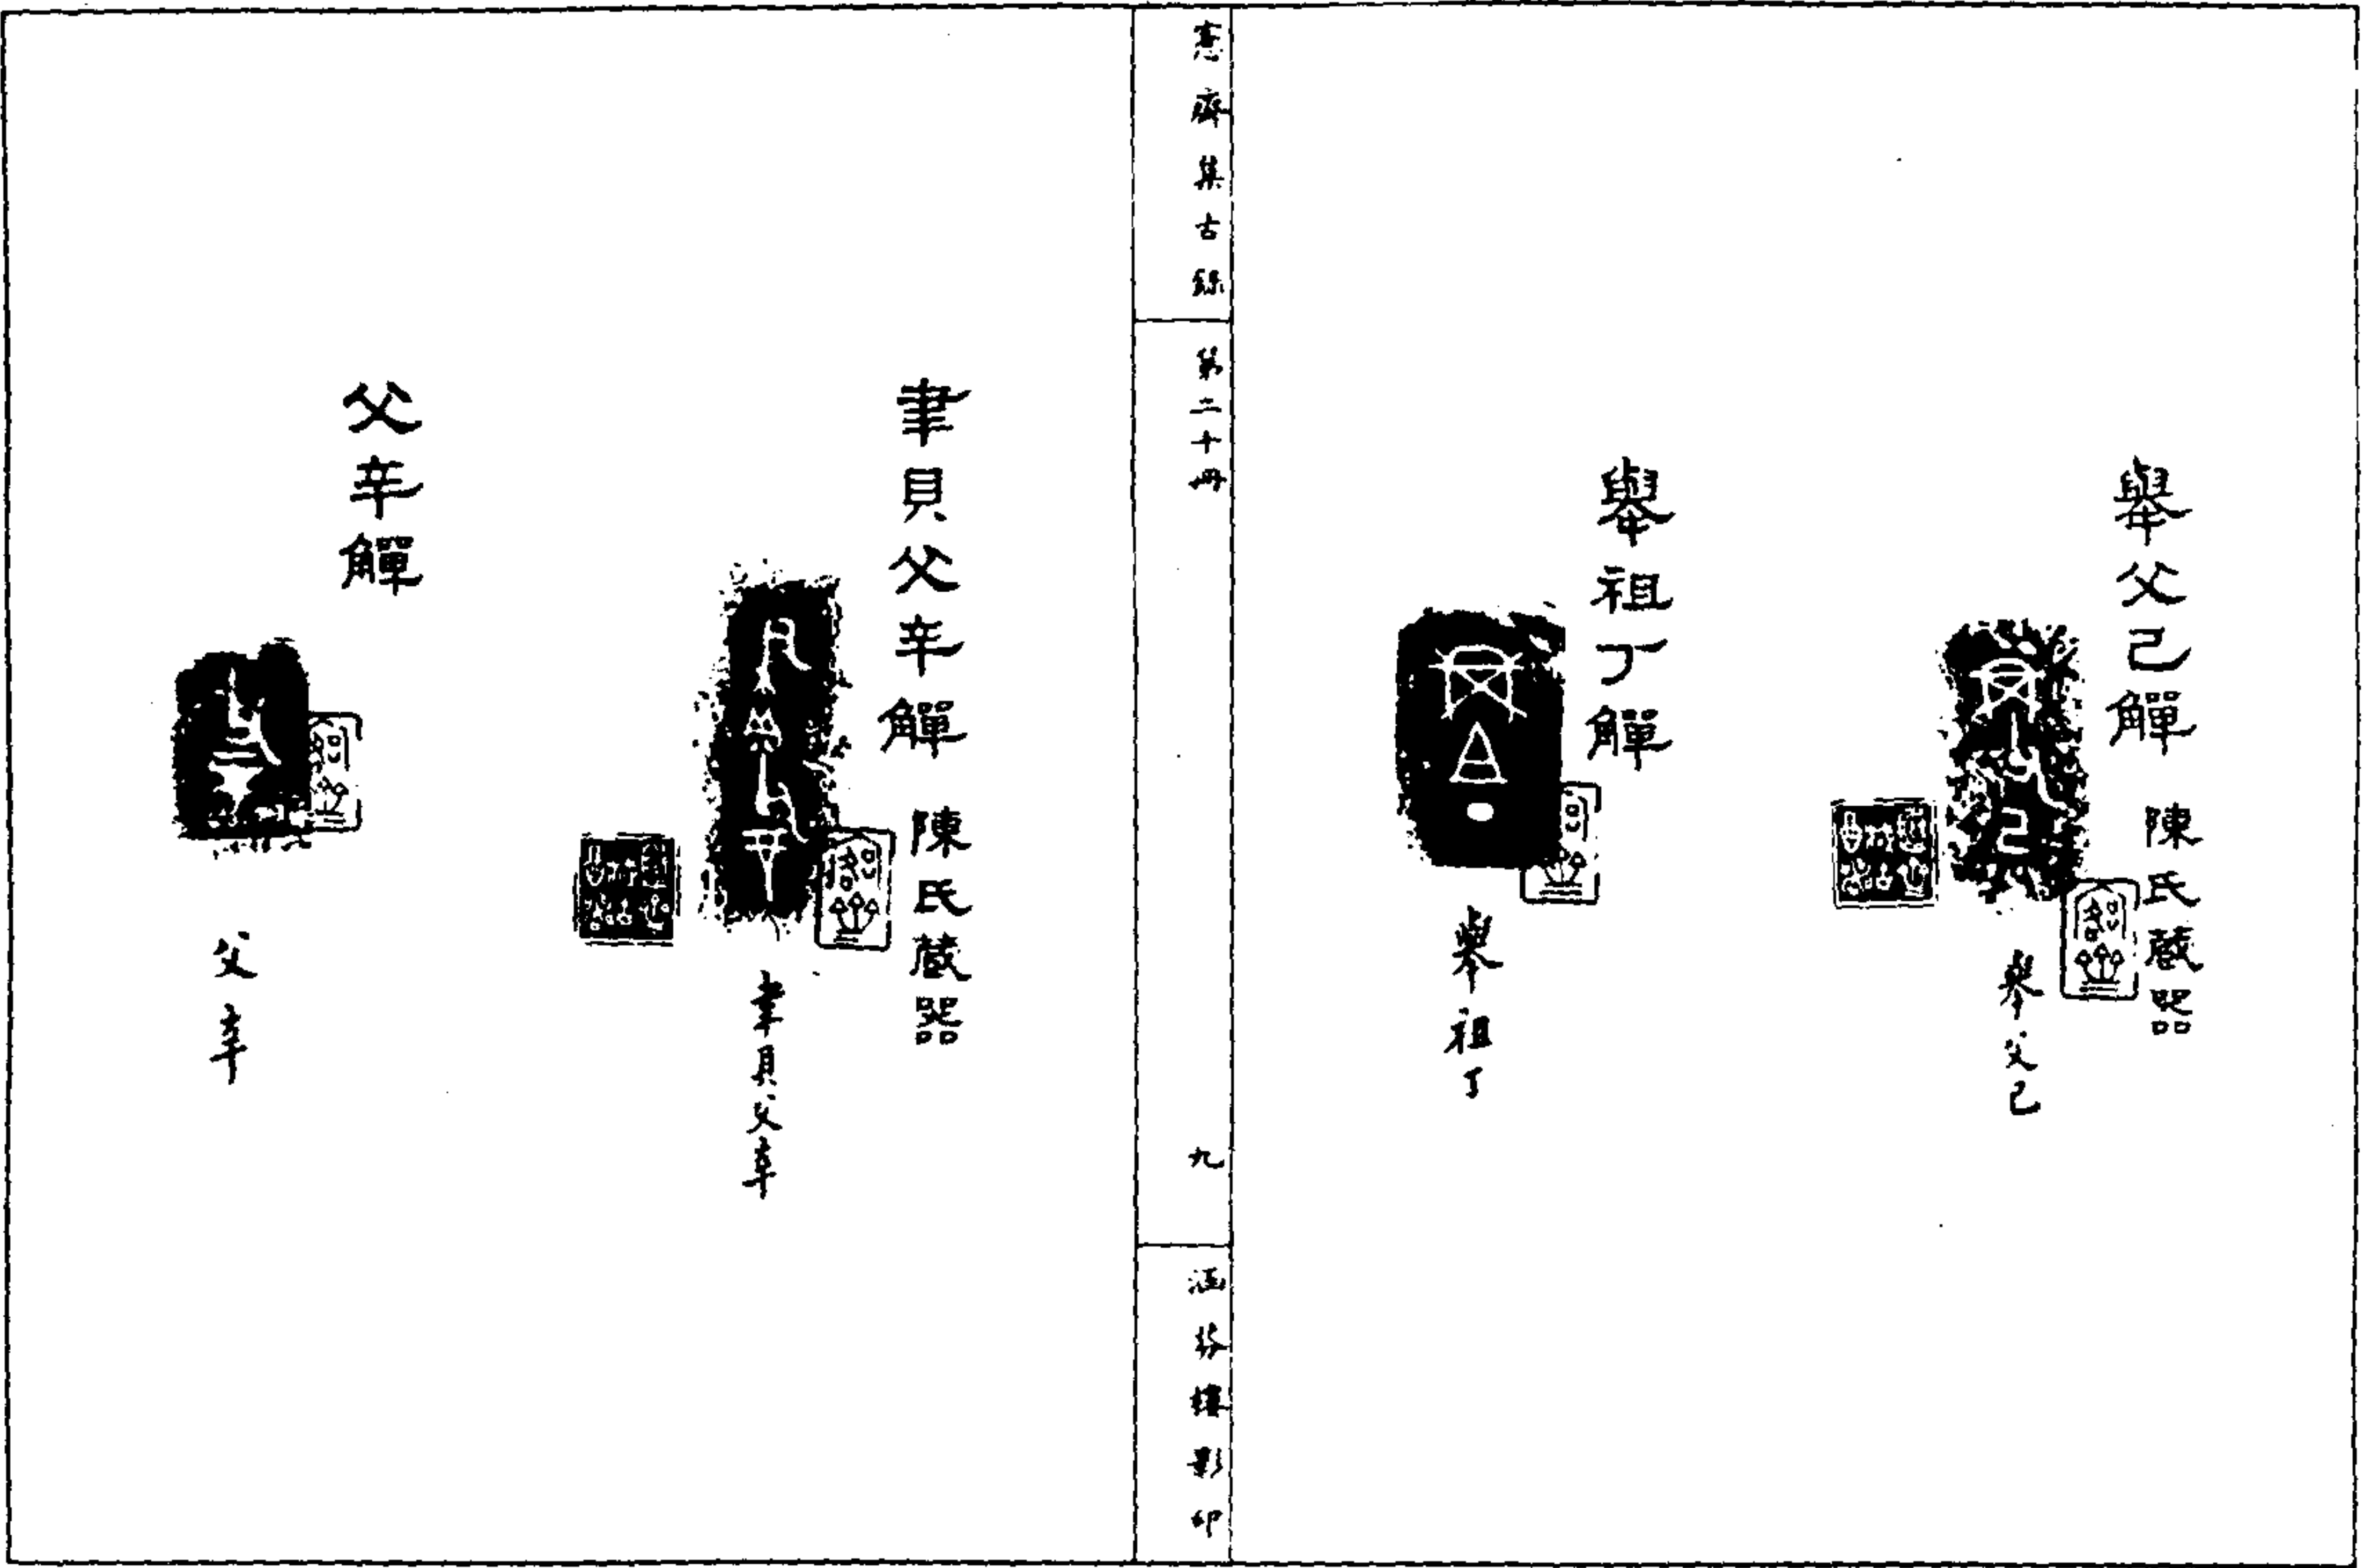 舉父己觶 陳氏藏器
舉父己
舉祖丁觶
舉祖丁
愙齋集古錄 第二十冊 九 涵芬樓影印
聿貝父辛觶 陳氏藏器
聿貝父辛
父辛觶
父辛